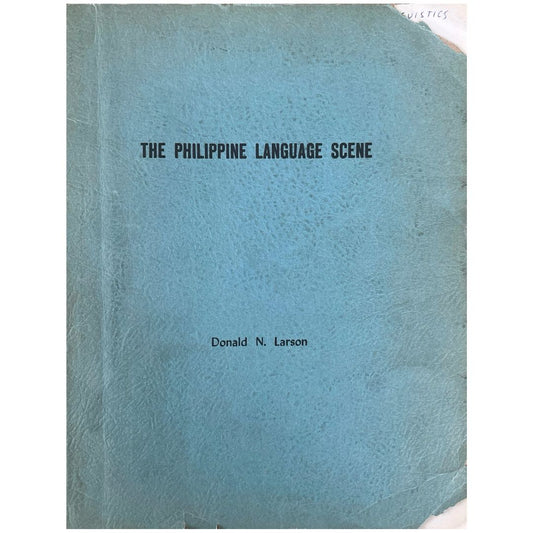 THE PHILIPPINE LANGUAGE SCENE
Donald N. Larson